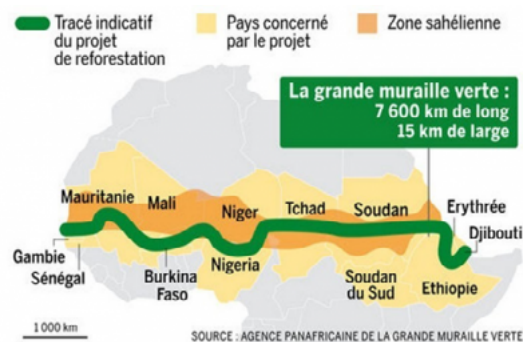 Tracé indicatif
du projet
de reforestation
Pays concerné
par le projet
Zone sahélienne
La grande muraille verte :
7 600 km de long
15 km de large
Mauritanie
Mali
Niger
Tchad
Soudan
Erythrée
Djibouti
Gambie
Sénégal
Burkina
Faso
Nigeria
Soudan
du Sud
Ethiopie
1 000 km
SOURCE : AGENCE PANAFRICAINE DE LA GRANDE MURAILLE VERTE